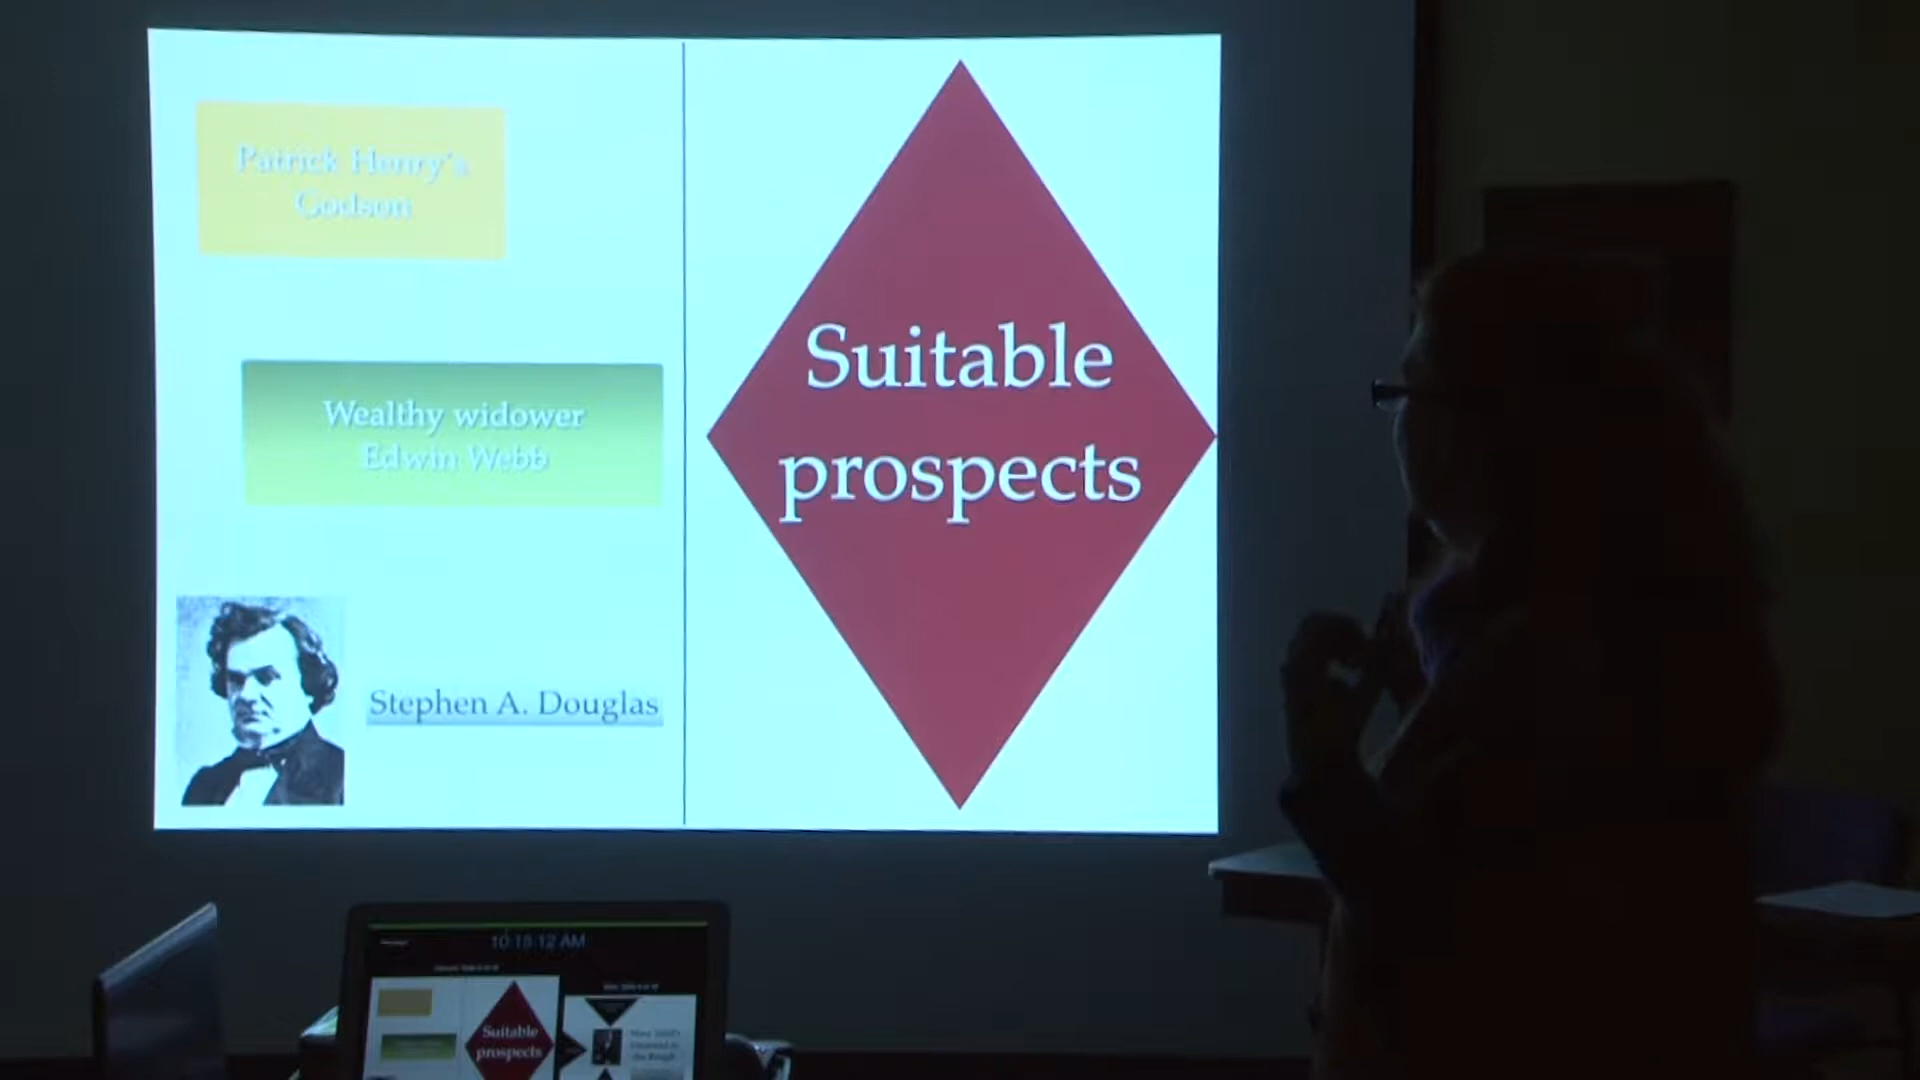 Patrick Henry's
Godson
Wealthy widower
Edwin Webb
Stephen A. Douglas
Suitable
prospects
10:15:12 AM
Suitable
prospects